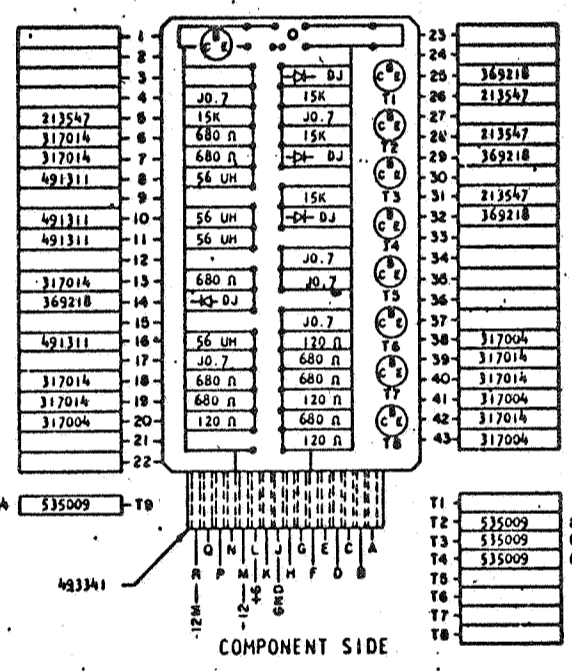 1 23
2 24
3 DJ 25 369218
4 J0.7 15K T1 26 213547
213547 5 15K J0.7 27
317014 6 680 Ω 15K T2 28 213547
317014 7 680 Ω DJ 29 369218
491311 8 56 UH 30
9 15K T3 31 213547
491311 10 56 UH DJ 32 369218
491311 11 56 UH T4 33
12 J0.7 34
317014 13 680 Ω J0.7 35
369218 14 DJ T5 36
15 J0.7 37
491311 16 56 UH 120 Ω T6 38 317004
17 J0.7 680 Ω 39 317014
317014 18 680 Ω 680 Ω T7 40 317014
317014 19 680 Ω 120 Ω 41 317004
317004 20 120 Ω 680 Ω 42 317014
21 120 Ω T8 43 317004
22
C B E
C B E
C B E
C B E
C B E
C B E
C B E
C B E
C B E
535009 T9
T1
T2 535009
T3 535009
T4 535009
T5
T6
T7
T8
R Q P N M L K J H G F E D C B A
-12M -12 +6 GND
493341
COMPONENT SIDE